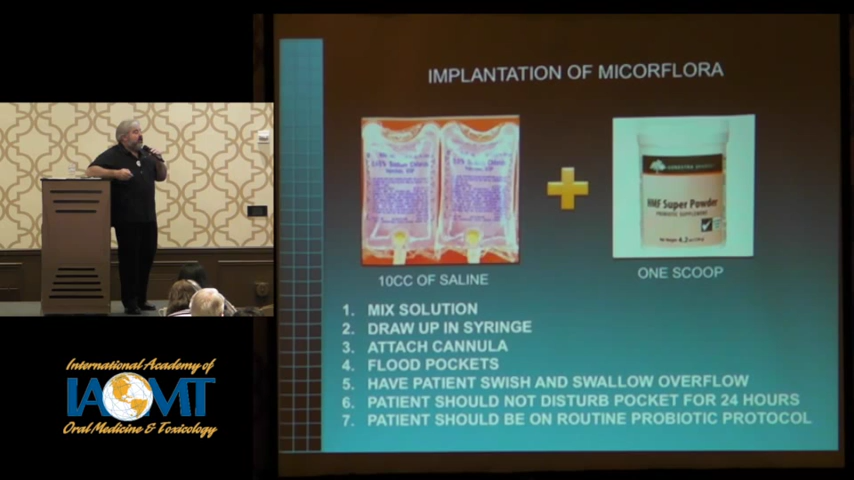 IMPLANTATION OF MICORFLORA
HMF Super Powder
PROBIOTIC SUPPLEMENT
10CC OF SALINE
ONE SCOOP
1. MIX SOLUTION
2. DRAW UP IN SYRINGE
3. ATTACH CANNULA
4. FLOOD POCKETS
5. HAVE PATIENT SWISH AND SWALLOW OVERFLOW
6. PATIENT SHOULD NOT DISTURB POCKET FOR 24 HOURS
7. PATIENT SHOULD BE ON ROUTINE PROBIOTIC PROTOCOL
International Academy of
IAOMT
Oral Medicine & Toxicology